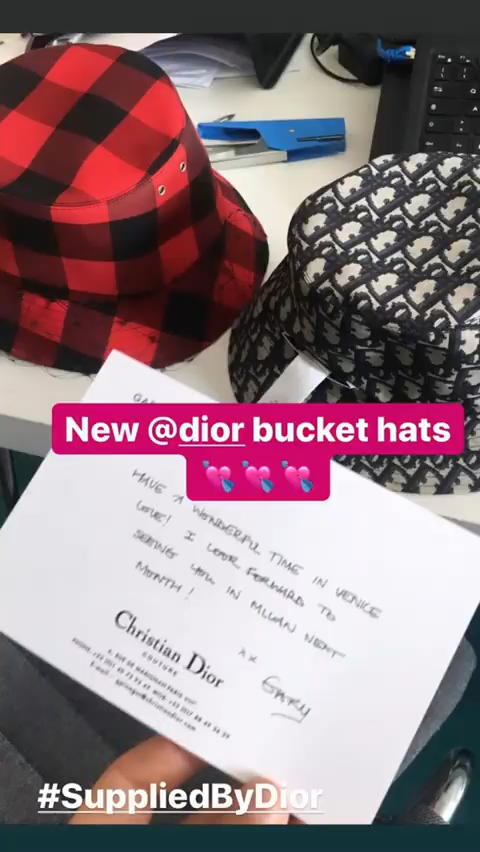 New @dior bucket hats
💘💘💘
HAVE A WONDERFUL TIME IN VENICE
LOVE! I LOOK FORWARD TO
SEEING YOU IN MILAN NEXT
MONTH!
xx
GARY
Christian Dior
COUTURE
#SuppliedByDior